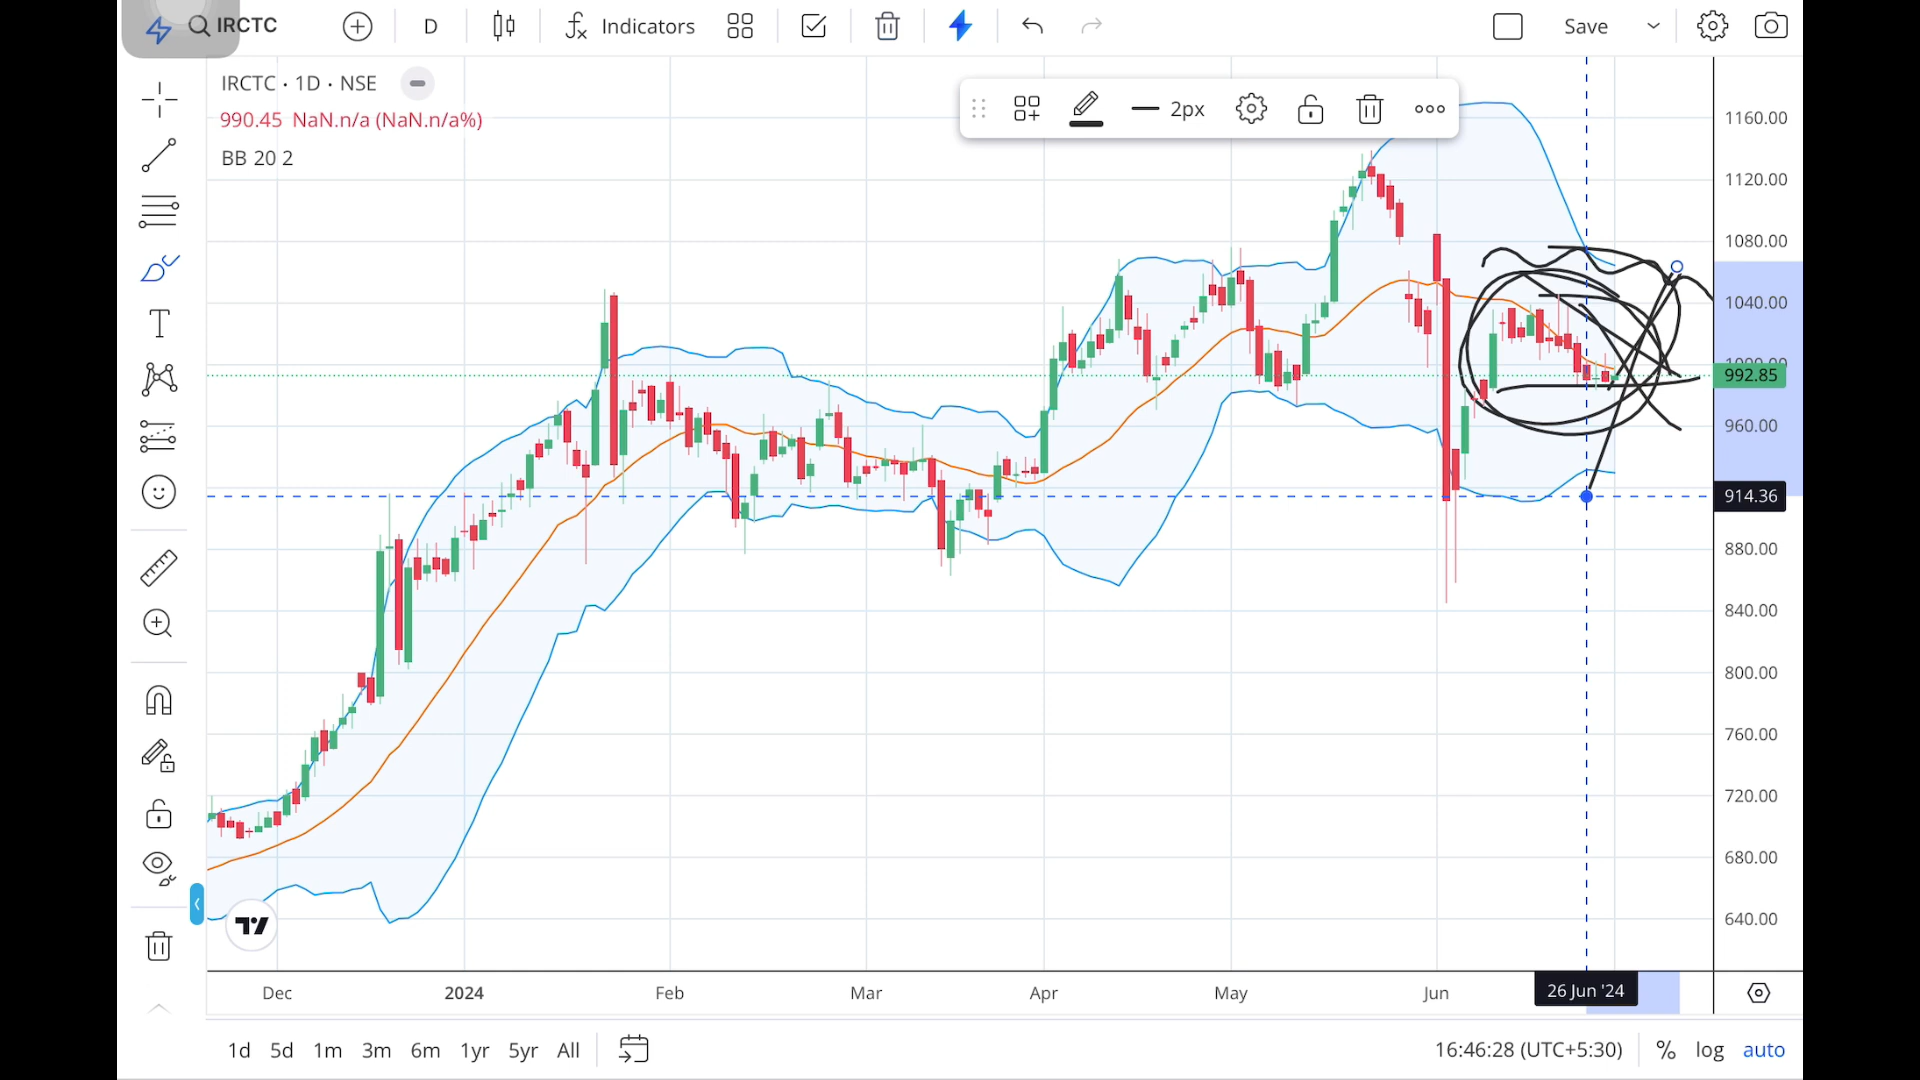 IRCTC D Indicators Save
IRCTC · 1D · NSE
990.45 NaN.n/a (NaN.n/a%)
BB 20 2
2px
1160.00
1120.00
1080.00
1040.00
1000.00
992.85
960.00
914.36
880.00
840.00
800.00
760.00
720.00
680.00
640.00
Dec 2024 Feb Mar Apr May Jun 26 Jun '24
1d 5d 1m 3m 6m 1yr 5yr All 16:46:28 (UTC+5:30) % log auto